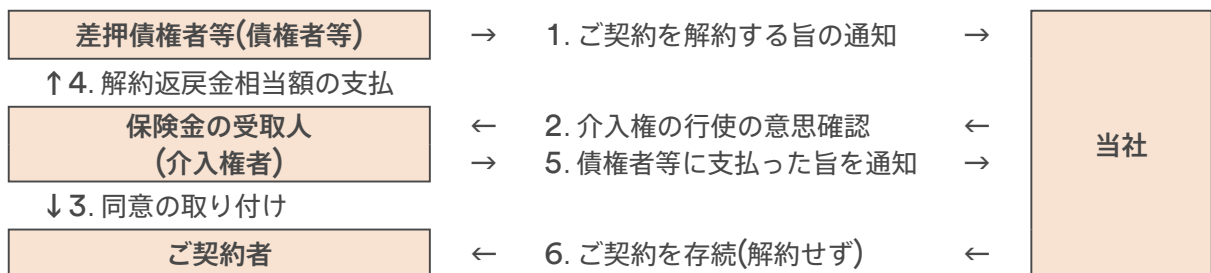 差押債権者等(債権者等) → 1. ご契約を解約する旨の通知 →
↑4. 解約返戻金相当額の支払
保険金の受取人 ← 2. 介入権の行使の意思確認 ←
(介入権者) → 5. 債権者等に支払った旨を通知 →
当社
↓3. 同意の取り付け
ご契約者 ← 6. ご契約を存続(解約せず) ←